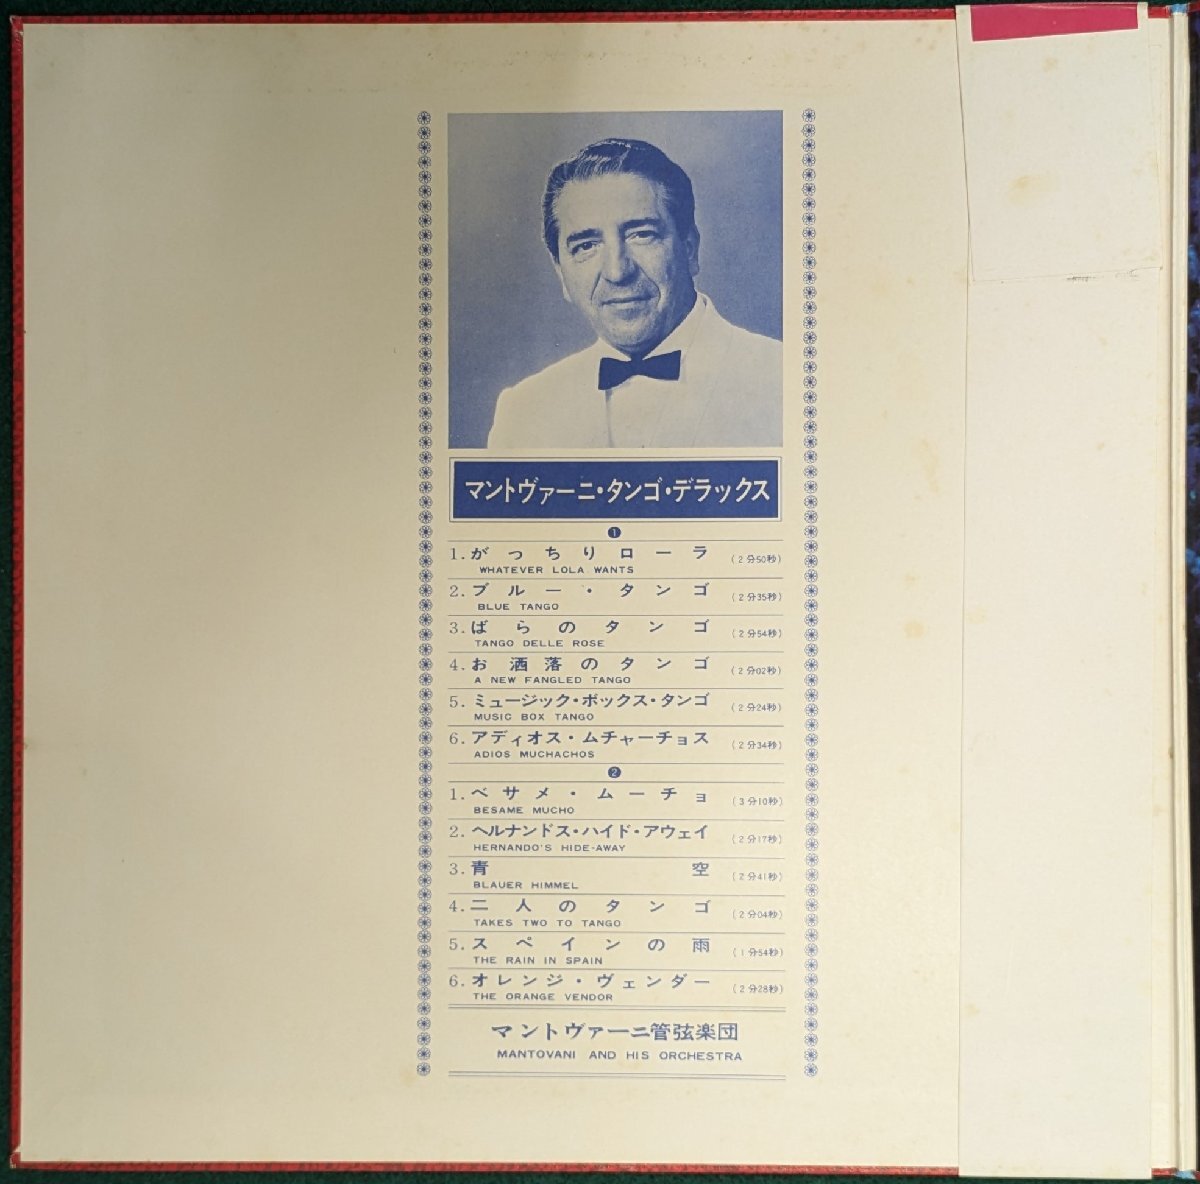 マントヴァーニ・タンゴ・デラックス
1
1. がっちりローラ (2分50秒)
WHATEVER LOLA WANTS
2. ブルー・タンゴ (2分35秒)
BLUE TANGO
3. ばらのタンゴ (2分54秒)
TANGO DELLE ROSE
4. お洒落のタンゴ (2分02秒)
A NEW FANGLED TANGO
5. ミュージック・ボックス・タンゴ (2分24秒)
MUSIC BOX TANGO
6. アディオス・ムチャーチョス (2分34秒)
ADIOS MUCHACHOS
2
1. ベサメ・ムーチョ (3分10秒)
BESAME MUCHO
2. ヘルナンドス・ハイド・アウェイ (2分17秒)
HERNANDO'S HIDE-AWAY
3. 青空 (2分41秒)
BLAUER HIMMEL
4. 二人のタンゴ (2分04秒)
TAKES TWO TO TANGO
5. スペインの雨 (1分54秒)
THE RAIN IN SPAIN
6. オレンジ・ヴェンダー (2分28秒)
THE ORANGE VENDOR
マントヴァーニ管弦楽団
MANTOVANI AND HIS ORCHESTRA